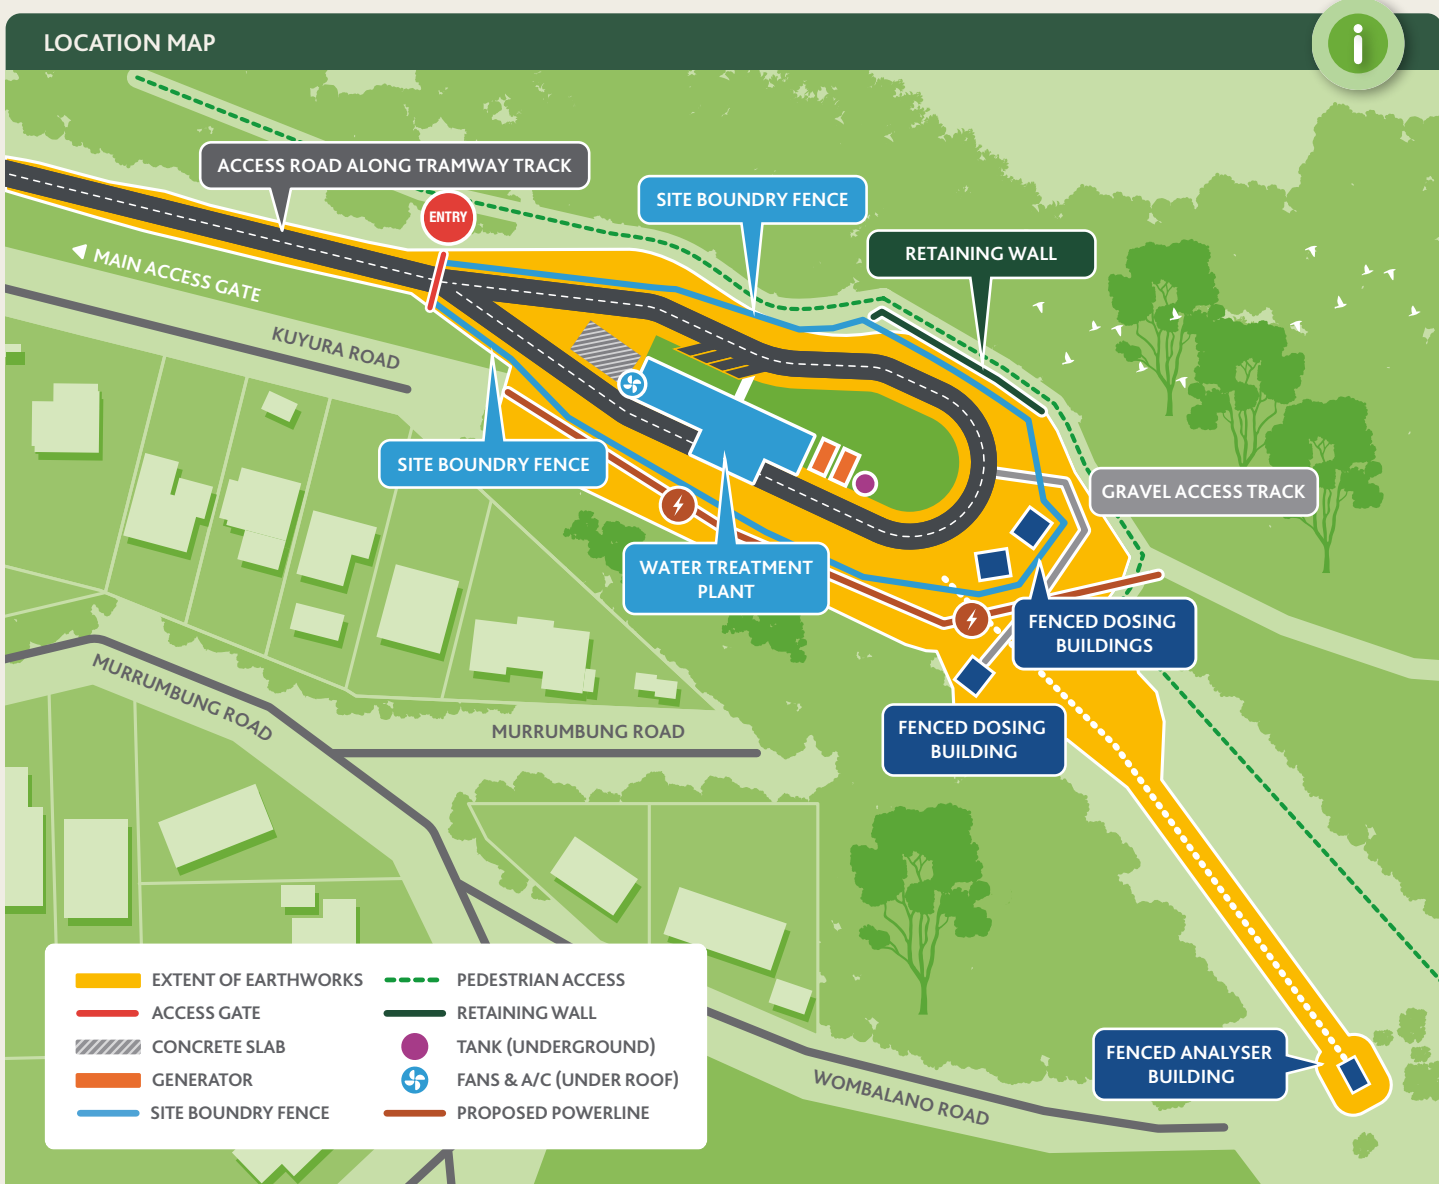 LOCATION MAP
i
ACCESS ROAD ALONG TRAMWAY TRACK
ENTRY
SITE BOUNDRY FENCE
RETAINING WALL
MAIN ACCESS GATE
KUYURA ROAD
SITE BOUNDRY FENCE
GRAVEL ACCESS TRACK
WATER TREATMENT
PLANT
FENCED DOSING
BUILDINGS
MURRUMBUNG ROAD
MURRUMBUNG ROAD
FENCED DOSING
BUILDING
EXTENT OF EARTHWORKS
ACCESS GATE
CONCRETE SLAB
GENERATOR
SITE BOUNDRY FENCE
PEDESTRIAN ACCESS
RETAINING WALL
TANK (UNDERGROUND)
FANS & A/C (UNDER ROOF)
PROPOSED POWERLINE
FENCED ANALYSER
BUILDING
WOMBALANO ROAD